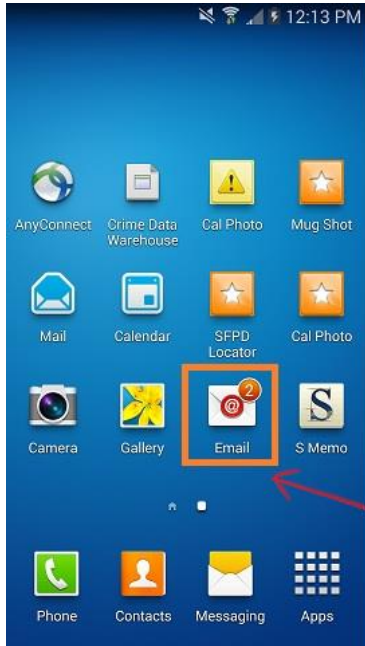 12:13 PM
AnyConnect
Crime Data
Warehouse
Cal Photo
Mug Shot
Mail
Calendar
SFPD
Locator
Cal Photo
Camera
Gallery
@
2
Email
S
S Memo
Phone
Contacts
Messaging
Apps